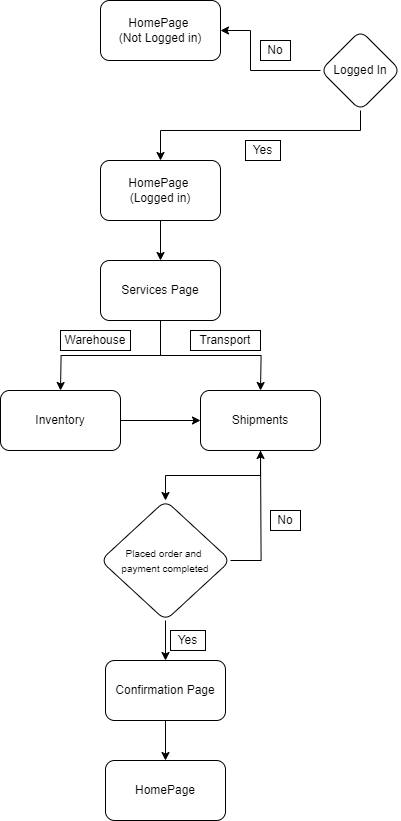 HomePage
(Not Logged in)
No
Logged In
Yes
HomePage
(Logged in)
Services Page
Warehouse
Transport
Inventory
Shipments
No
Placed order and
payment completed
Yes
Confirmation Page
HomePage